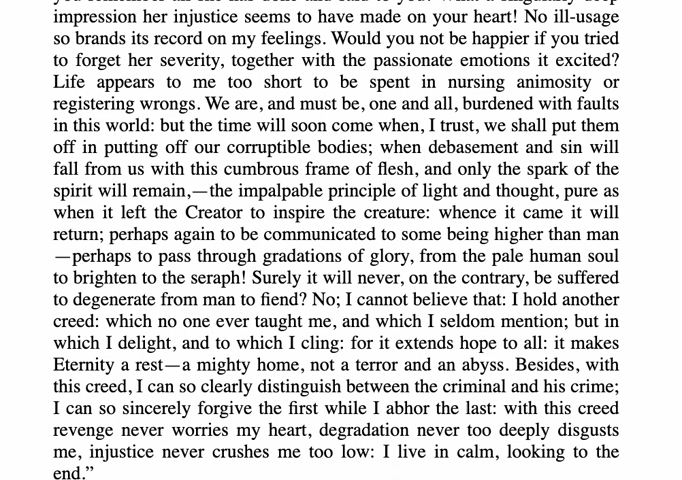 impression her injustice seems to have made on your heart! No ill-usage
so brands its record on my feelings. Would you not be happier if you tried
to forget her severity, together with the passionate emotions it excited?
Life appears to me too short to be spent in nursing animosity or
registering wrongs. We are, and must be, one and all, burdened with faults
in this world: but the time will soon come when, I trust, we shall put them
off in putting off our corruptible bodies; when debasement and sin will
fall from us with this cumbrous frame of flesh, and only the spark of the
spirit will remain,—the impalpable principle of light and thought, pure as
when it left the Creator to inspire the creature: whence it came it will
return; perhaps again to be communicated to some being higher than man
—perhaps to pass through gradations of glory, from the pale human soul
to brighten to the seraph! Surely it will never, on the contrary, be suffered
to degenerate from man to fiend? No; I cannot believe that: I hold another
creed: which no one ever taught me, and which I seldom mention; but in
which I delight, and to which I cling: for it extends hope to all: it makes
Eternity a rest—a mighty home, not a terror and an abyss. Besides, with
this creed, I can so clearly distinguish between the criminal and his crime;
I can so sincerely forgive the first while I abhor the last: with this creed
revenge never worries my heart, degradation never too deeply disgusts
me, injustice never crushes me too low: I live in calm, looking to the
end.”